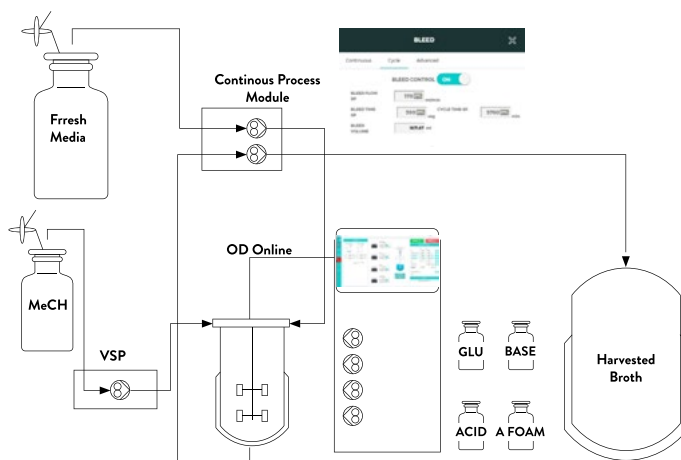 BLEED
Continuous Cycle Advanced
BLEED CONTROL ON
BLEED FLOW
SP
BLEED TIME
SP
CYCLE TIME SP
BLEED
VOLUME
Continous Process
Module
Frresh
Media
OD Online
MeCH
VSP
GLU
BASE
ACID
A FOAM
Harvested
Broth